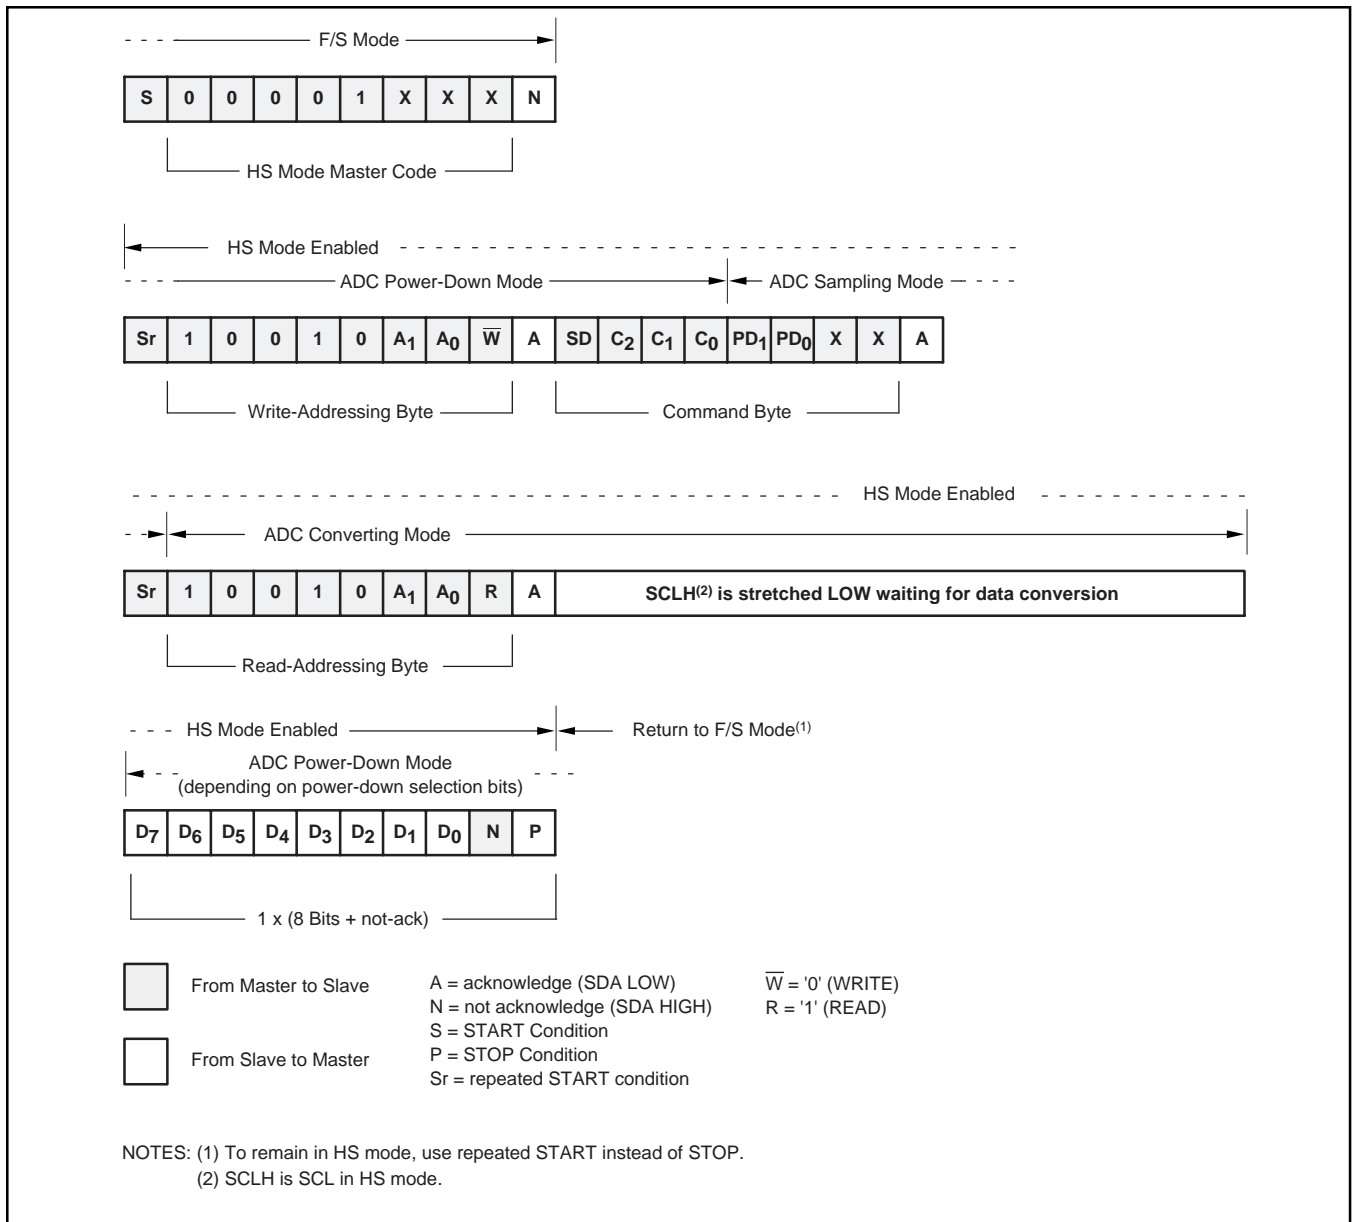 F/S Mode
S 0 0 0 0 1 X X X N
HS Mode Master Code
HS Mode Enabled
ADC Power-Down Mode ADC Sampling Mode
Sr 1 0 0 1 0 A1 A0 W̅ A SD C2 C1 C0 PD1 PD0 X X A
Write-Addressing Byte Command Byte
HS Mode Enabled
ADC Converting Mode
Sr 1 0 0 1 0 A1 A0 R A SCLH(2) is stretched LOW waiting for data conversion
Read-Addressing Byte
HS Mode Enabled Return to F/S Mode(1)
ADC Power-Down Mode
(depending on power-down selection bits)
D7 D6 D5 D4 D3 D2 D1 D0 N P
1 x (8 Bits + not-ack)
From Master to Slave
From Slave to Master
A = acknowledge (SDA LOW)
N = not acknowledge (SDA HIGH)
S = START Condition
P = STOP Condition
Sr = repeated START condition
W̅ = '0' (WRITE)
R = '1' (READ)
NOTES: (1) To remain in HS mode, use repeated START instead of STOP.
(2) SCLH is SCL in HS mode.